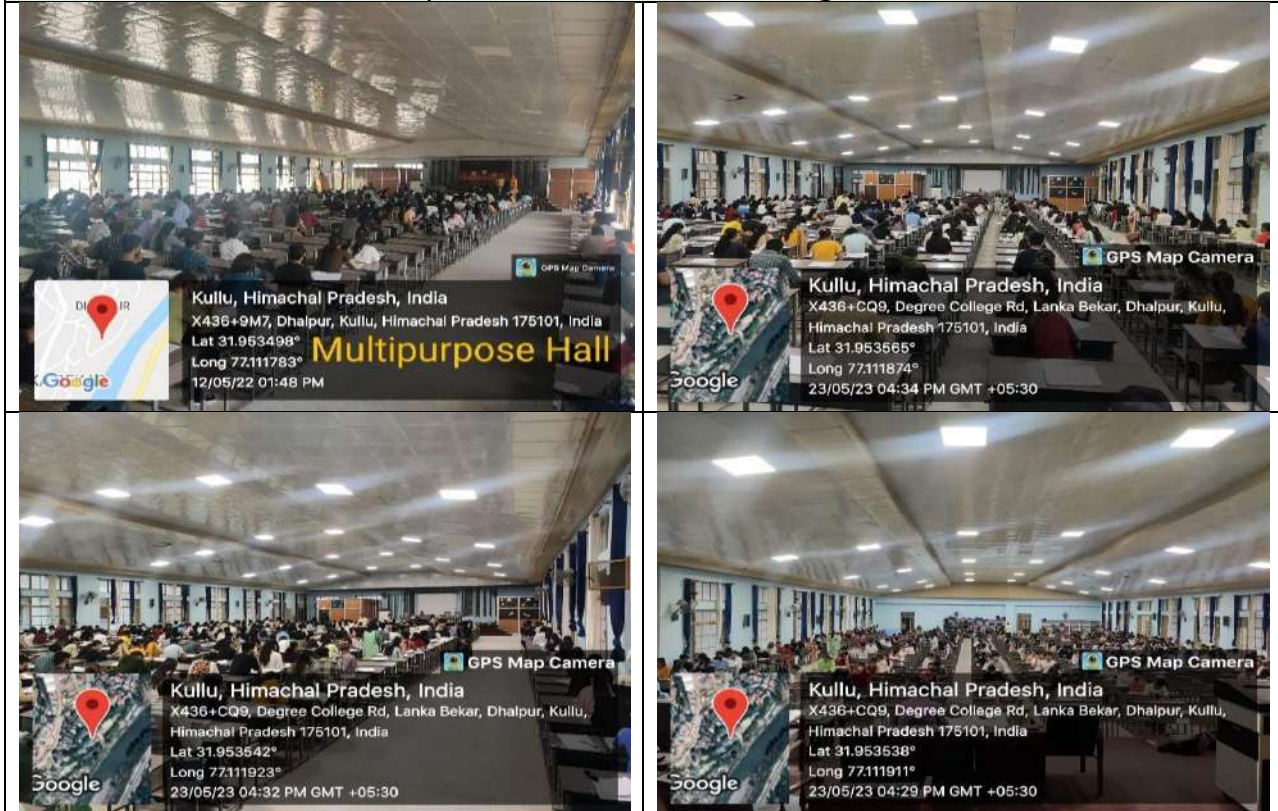 GPS Map Camera
DI
UR
Google
Kullu, Himachal Pradesh, India
X436+9M7, Dhalpur, Kullu, Himachal Pradesh 175101, India
Lat 31.953498°
Long 77.111783°
Multipurpose Hall
12/05/22 01:48 PM
GPS Map Camera
Google
Kullu, Himachal Pradesh, India
X436+CQ9, Degree College Rd, Lanka Bekar, Dhalpur, Kullu,
Himachal Pradesh 175101, India
Lat 31.953565°
Long 77.111874°
23/05/23 04:34 PM GMT +05:30
GPS Map Camera
Google
Kullu, Himachal Pradesh, India
X436+CQ9, Degree College Rd, Lanka Bekar, Dhalpur, Kullu,
Himachal Pradesh 175101, India
Lat 31.953542°
Long 77.111923°
23/05/23 04:32 PM GMT +05:30
GPS Map Camera
Google
Kullu, Himachal Pradesh, India
X436+CQ9, Degree College Rd, Lanka Bekar, Dhalpur, Kullu,
Himachal Pradesh 175101, India
Lat 31.953538°
Long 77.111911°
23/05/23 04:29 PM GMT +05:30